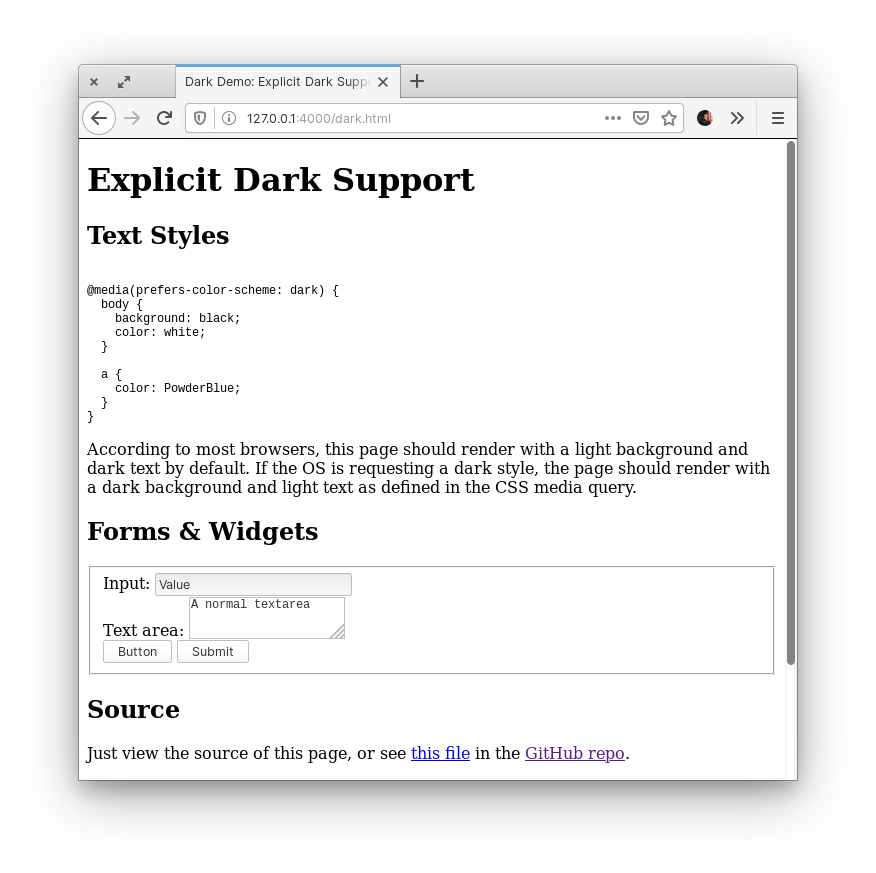 Dark Demo: Explicit Dark Supp
127.0.0.1:4000/dark.html
Explicit Dark Support
Text Styles
@media(prefers-color-scheme: dark) {
  body {
    background: black;
    color: white;
  }

  a {
    color: PowderBlue;
  }
}
According to most browsers, this page should render with a light background and
dark text by default. If the OS is requesting a dark style, the page should render with
a dark background and light text as defined in the CSS media query.
Forms & Widgets
Input: Value
A normal textarea
Text area:
Button Submit
Source
Just view the source of this page, or see this file in the GitHub repo.